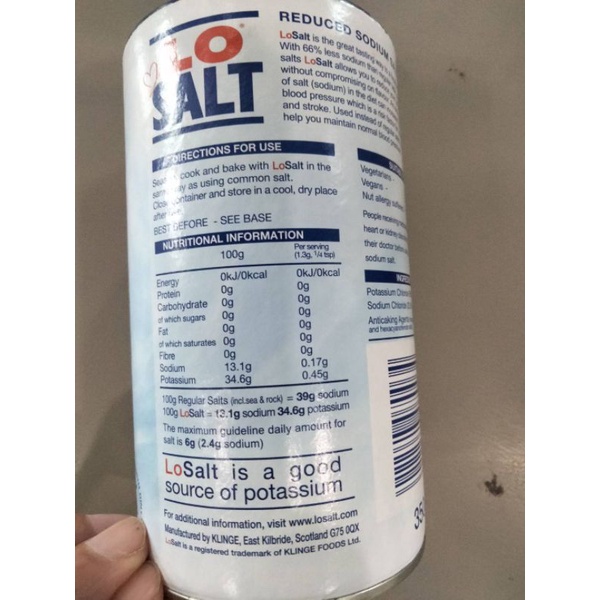 LO
SALT
REDUCED SODIUM
LoSalt is the great tasting
With 66% less sodium than
salts LoSalt allows you to
without compromising on
of salt (sodium) in the diet can
blood pressure which is a
and stroke. Used instead of
help you maintain normal blood
DIRECTIONS FOR USE
cook and bake with LoSalt in the
as using common salt.
container and store in a cool, dry place
after
BEST BEFORE - SEE BASE
NUTRITIONAL INFORMATION
100g Per serving (1.3g, 1/4 tsp)
Energy 0kJ/0kcal 0kJ/0kcal
Protein 0g 0g
Carbohydrate 0g 0g
of which sugars 0g 0g
Fat 0g 0g
of which saturates 0g 0g
Fibre 0g 0g
Sodium 13.1g 0.17g
Potassium 34.6g 0.45g
100g Regular Salts (incl.sea & rock) = 39g sodium
100g LoSalt = 13.1g sodium 34.6g potassium
The maximum guideline daily amount for
salt is 6g (2.4g sodium)
LoSalt is a good
source of potassium
For additional information, visit www.losalt.com
Manufactured by KLINGE, East Kilbride, Scotland G75 0QX
LoSalt is a registered trademark of KLINGE FOODS Ltd.
Vegetarians
Vegans -
Nut allergy
People receiving
heart or kidney
their doctor before
sodium salt.
Potassium
Sodium Chloride
Anticaking